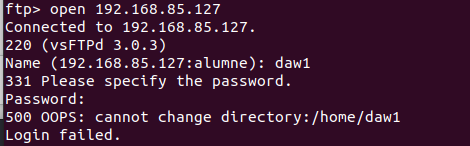 ftp> open 192.168.85.127
Connected to 192.168.85.127.
220 (vsFTPd 3.0.3)
Name (192.168.85.127:alumne): daw1
331 Please specify the password.
Password:
500 OOPS: cannot change directory:/home/daw1
Login failed.